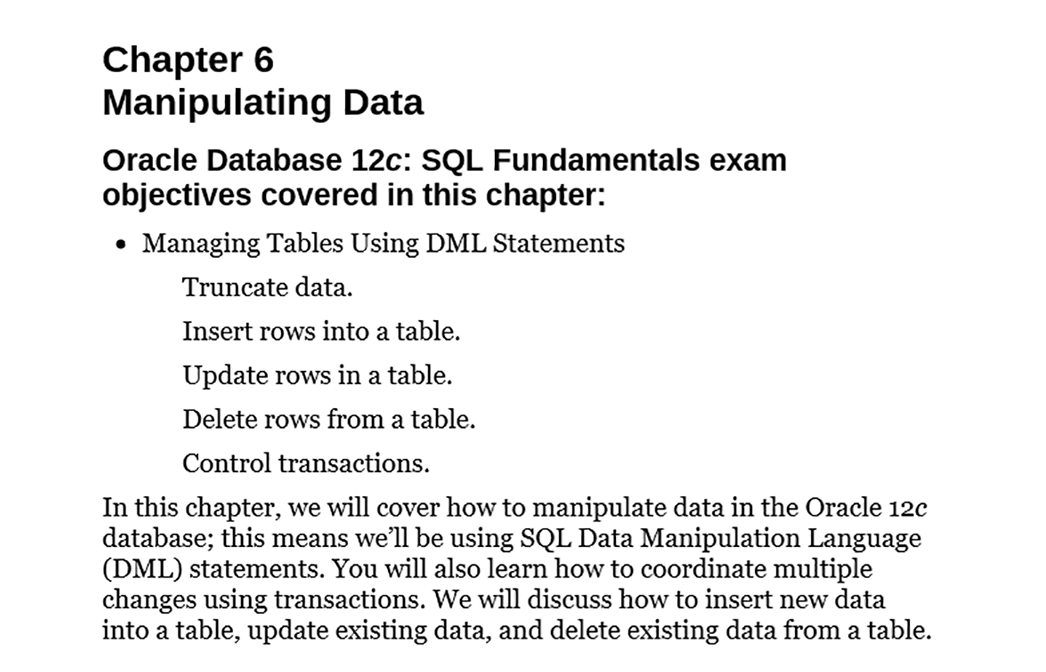 Chapter 6
Manipulating Data
Oracle Database 12c: SQL Fundamentals exam
objectives covered in this chapter:
• Managing Tables Using DML Statements
Truncate data.
Insert rows into a table.
Update rows in a table.
Delete rows from a table.
Control transactions.
In this chapter, we will cover how to manipulate data in the Oracle 12c
database; this means we’ll be using SQL Data Manipulation Language
(DML) statements. You will also learn how to coordinate multiple
changes using transactions. We will discuss how to insert new data
into a table, update existing data, and delete existing data from a table.